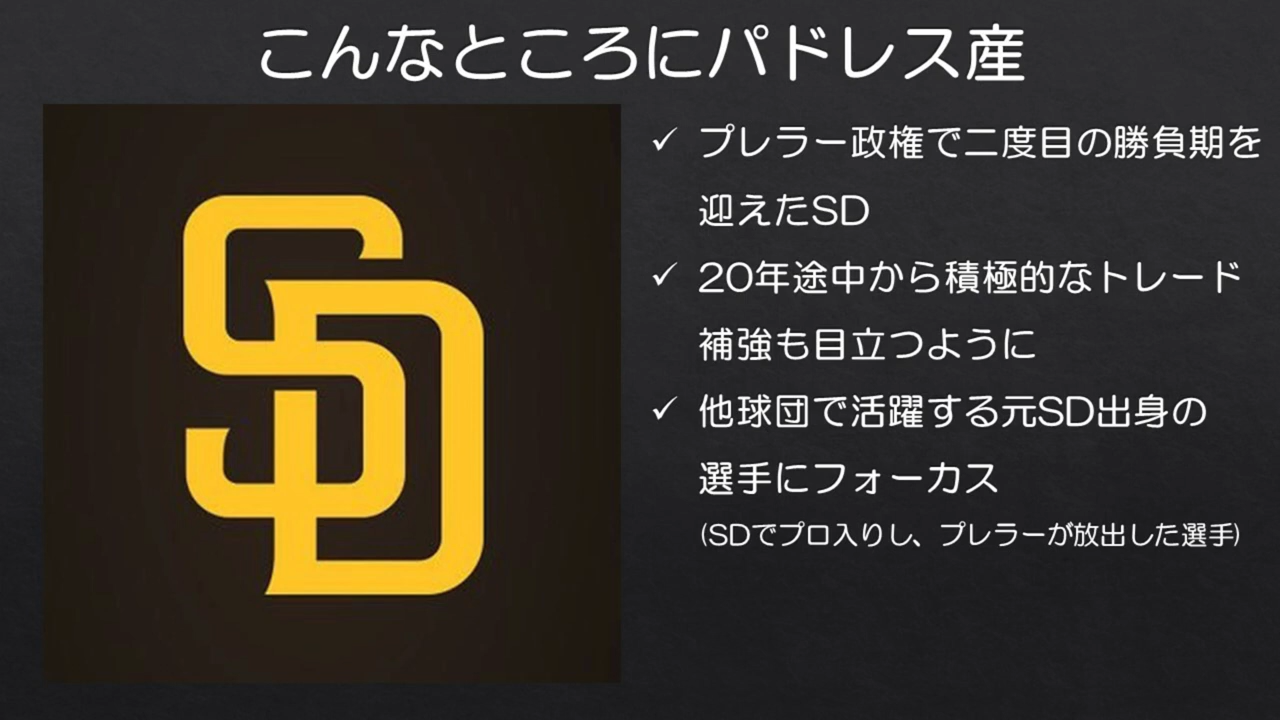 こんなところにパドレス産
SD
✓ プレラー政権で二度目の勝負期を
迎えたSD
✓ 20年途中から積極的なトレード
補強も目立つように
✓ 他球団で活躍する元SD出身の
選手にフォーカス
(SDでプロ入りし、プレラーが放出した選手)